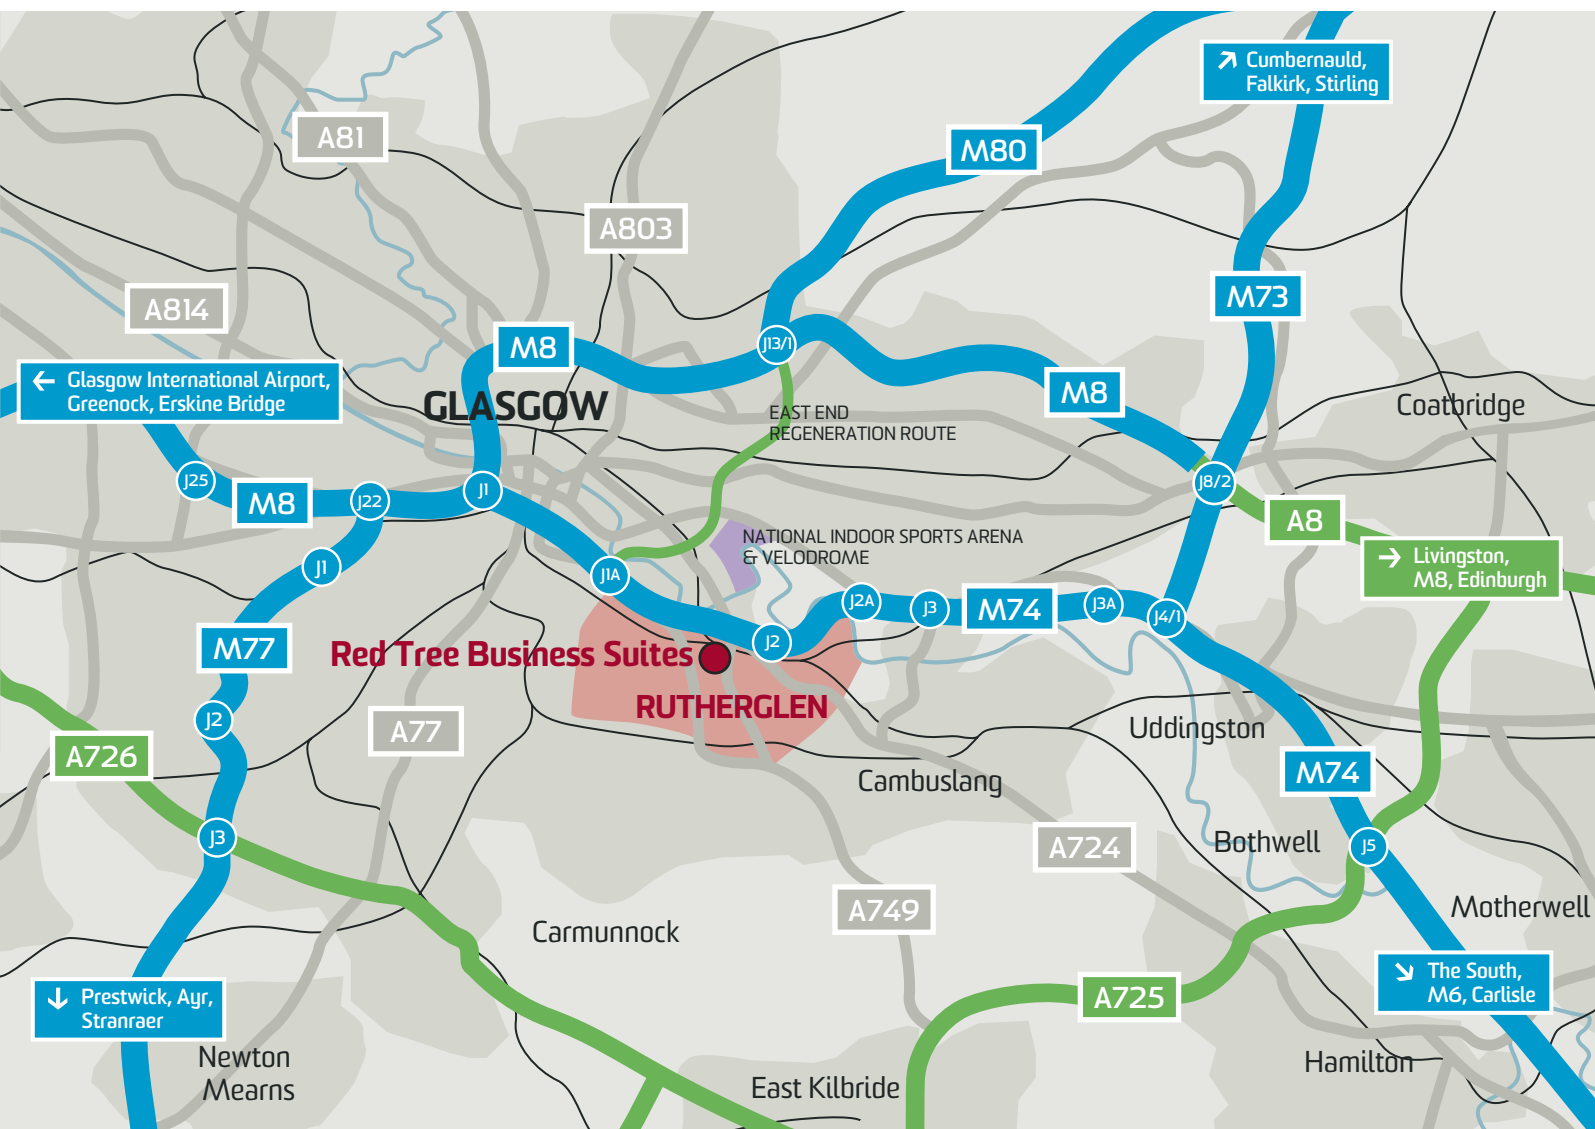 Cumbernauld,
Falkirk, Stirling
A81
M80
A803
M73
A814
J13/1
M8
Glasgow International Airport,
Greenock, Erskine Bridge
M8
GLASGOW
EAST END
REGENERATION ROUTE
Coatbridge
J25
M8
J22
J1
J8/2
A8
NATIONAL INDOOR SPORTS ARENA
& VELODROME
Livingston,
M8, Edinburgh
J1
J1A
J2A
J3
M74
J3A
J4/1
M77
Red Tree Business Suites
J2
RUTHERGLEN
J2
A77
Uddingston
A726
Cambuslang
M74
J3
A724
Bothwell
J5
A749
Motherwell
Carmunnock
Prestwick, Ayr,
Stranraer
A725
The South,
M6, Carlisle
Newton
Mearns
East Kilbride
Hamilton